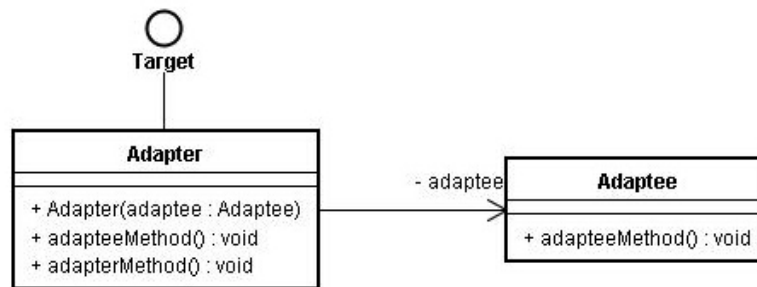 Target
Adapter
+ Adapter(adaptee : Adaptee)
+ adapteeMethod() : void
+ adapterMethod() : void
- adaptee
Adaptee
+ adapteeMethod() : void